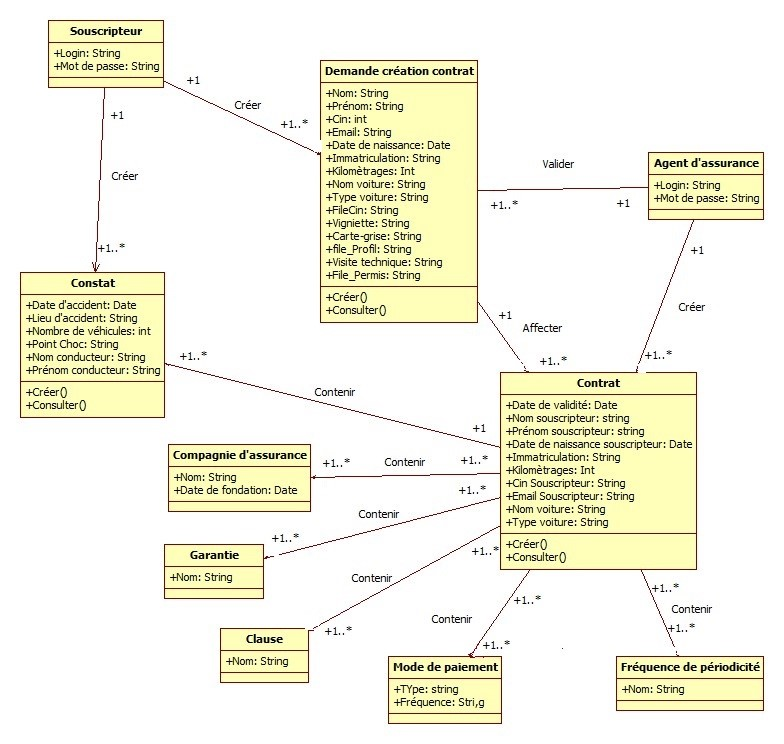 Souscripteur
+Login: String
+Mot de passe: String
+1
Créer
+1..*
+1
Créer
+1..*
Demande création contrat
+Nom: String
+Prénom: String
+Cin: int
+Email: String
+Date de naissance: Date
+Immatriculation: String
+Kilomètrages: Int
+Nom voiture: String
+Type voiture: String
+FileCin: String
+Vigniette: String
+Carte-grise: String
+file_Profil: String
+Visite technique: String
+File_Permis: String
+Créer()
+Consulter()
Valider
+1..*
+1
Agent d'assurance
+Login: String
+Mot de passe: String
+1
Créer
+1..*
+1
Affecter
+1..*
Constat
+Date d'accident: Date
+Lieu d'accident: String
+Nombre de véhicules: int
+Point Choc: String
+Nom conducteur: String
+Prénom conducteur: String
+Créer()
+Consulter()
+1..*
Contenir
+1
Contrat
+Date de validité: Date
+Nom souscripteur: string
+Prénom souscripteur: string
+Date de naissance souscripteur: Date
+Immatriculation: String
+Kilomètrages: Int
+Cin Souscripteur: String
+Email Souscripteur: String
+Nom voiture: String
+Type voiture: String
+Créer()
+Consulter()
Compagnie d'assurance
+Nom: String
+Date de fondation: Date
+1..*
Contenir
+1..*
Garantie
+Nom: String
+1..*
Contenir
+1..*
Clause
+Nom: String
+1..*
Contenir
+1..*
Mode de paiement
+TYpe: string
+Fréquence: Stri,g
+1..*
Contenir
+1..*
Fréquence de périodicité
+Nom: String
+1..*
Contenir
+1..*